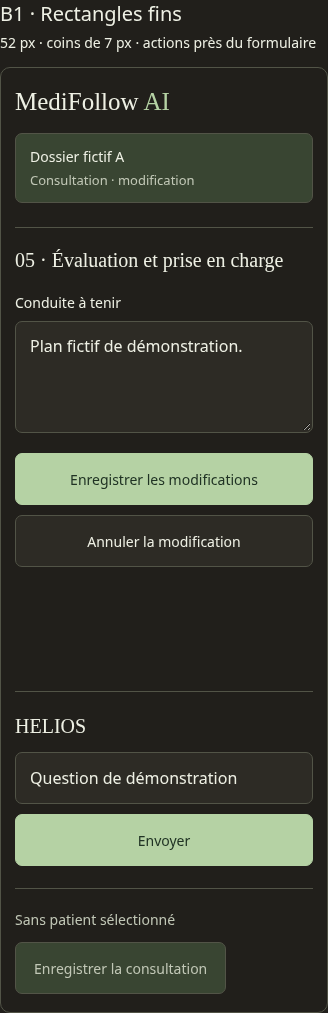 B1 · Rectangles fins
52 px · coins de 7 px · actions près du formulaire
MediFollow AI
Dossier fictif A
Consultation · modification
05 · Évaluation et prise en charge
Conduite à tenir
Plan fictif de démonstration.
Enregistrer les modifications
Annuler la modification
HELIOS
Question de démonstration
Envoyer
Sans patient sélectionné
Enregistrer la consultation